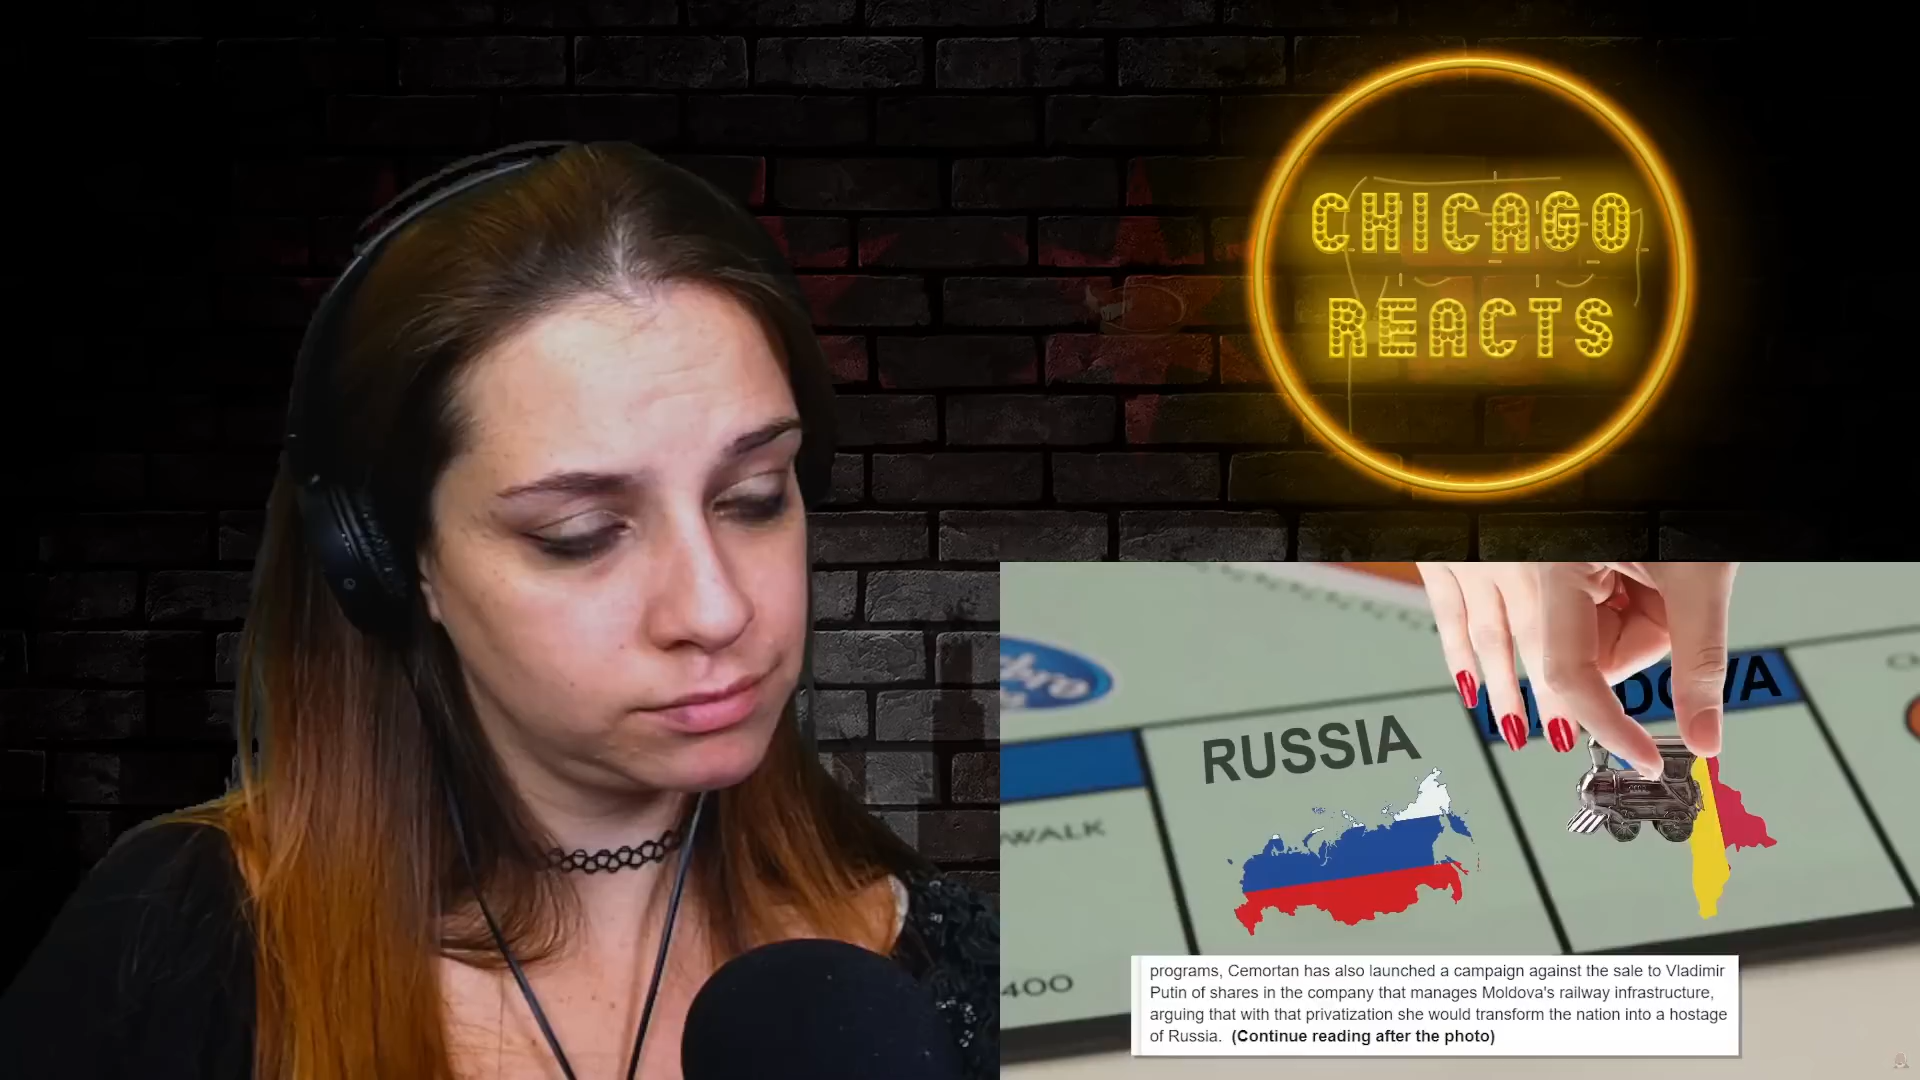 CHICAGO
REACTS
RUSSIA
WALK
400
programs, Cemortan has also launched a campaign against the sale to Vladimir
Putin of shares in the company that manages Moldova's railway infrastructure,
arguing that with that privatization she would transform the nation into a hostage
of Russia. (Continue reading after the photo)